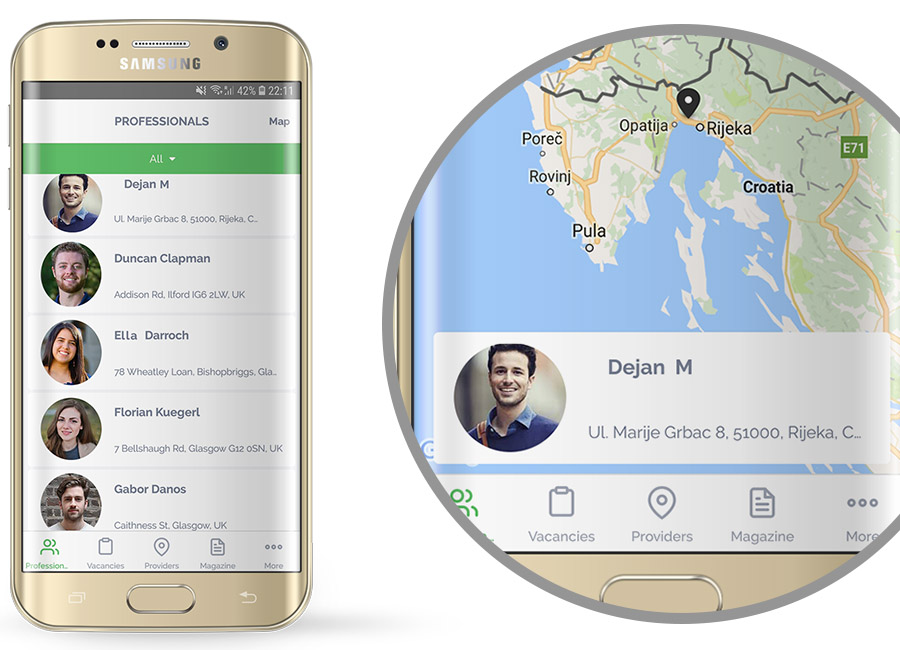 SAMSUNG
42% 22:11
PROFESSIONALS Map
All
Dejan M
Ul. Marije Grbac 8, 51000, Rijeka, C...
Duncan Clapman
Addison Rd, Ilford IG6 2LW, UK
Ella Darroch
78 Wheatley Loan, Bishopbriggs, Gla...
Florian Kuegerl
7 Bellshaugh Rd, Glasgow G12 0SN, UK
Gabor Danos
Caithness St, Glasgow, UK
Profession... Vacancies Providers Magazine More
Opatija Rijeka
Poreč
E71
Rovinj
Croatia
Pula
Dejan M
Ul. Marije Grbac 8, 51000, Rijeka, C...
Vacancies Providers Magazine More